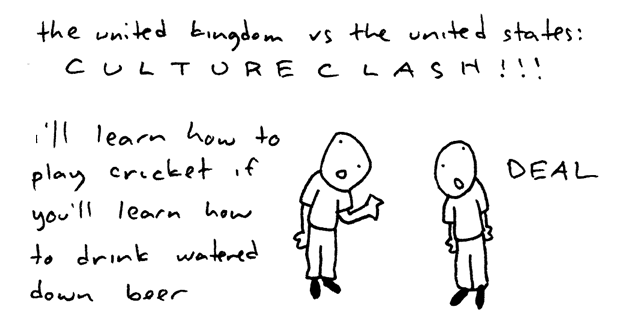 the united kingdom vs the united states:
CULTURE CLASH!!!
i'll learn how to
play cricket if
you'll learn how
to drink watered
down beer
DEAL